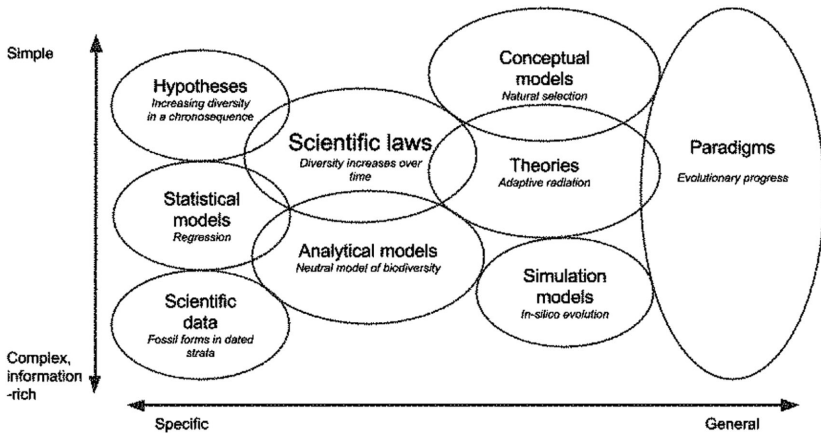 Simple
Hypotheses
Increasing diversity
in a chronosequence
Statistical
models
Regression
Scientific
data
Fossil forms in dated
strata
Scientific laws
Diversity increases over
time
Analytical models
Neutral model of biodiversity
Conceptual
models
Natural selection
Theories
Adaptive radiation
Simulation
models
In-silico evolution
Paradigms
Evolutionary progress
Complex,
information
-rich
Specific
General